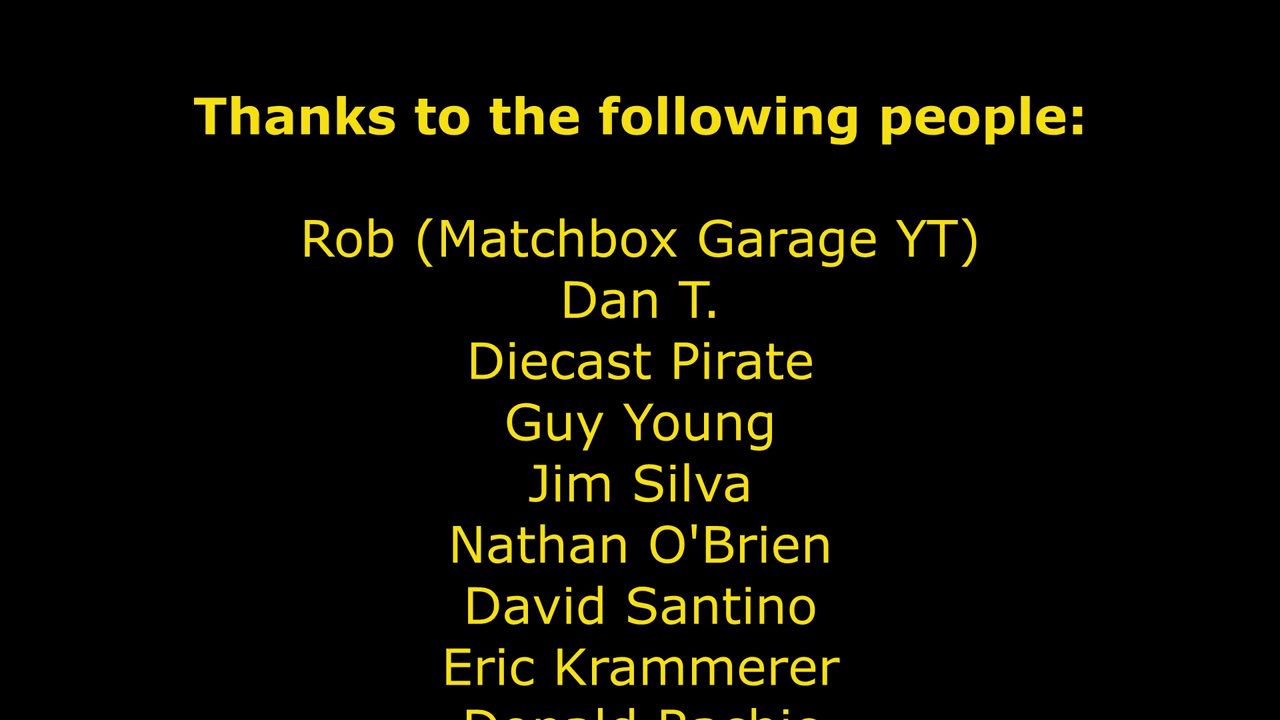 Thanks to the following people:
Rob (Matchbox Garage YT)
Dan T.
Diecast Pirate
Guy Young
Jim Silva
Nathan O'Brien
David Santino
Eric Krammerer
Donald